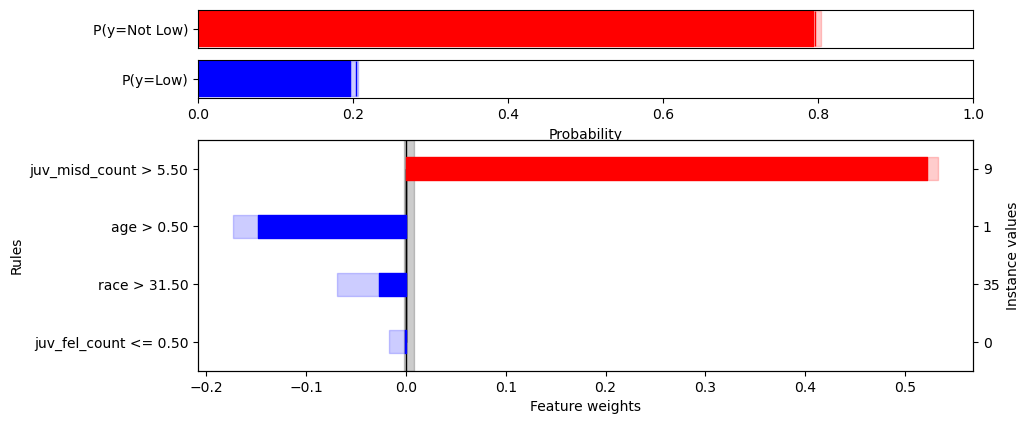 P(y=Not Low)
P(y=Low)
0.0 0.2 0.4 0.6 0.8 1.0
Probability
juv_misd_count > 5.50 9
age > 0.50 1
race > 31.50 35
juv_fel_count <= 0.50 0
Rules
Instance values
−0.2 −0.1 0.0 0.1 0.2 0.3 0.4 0.5
Feature weights